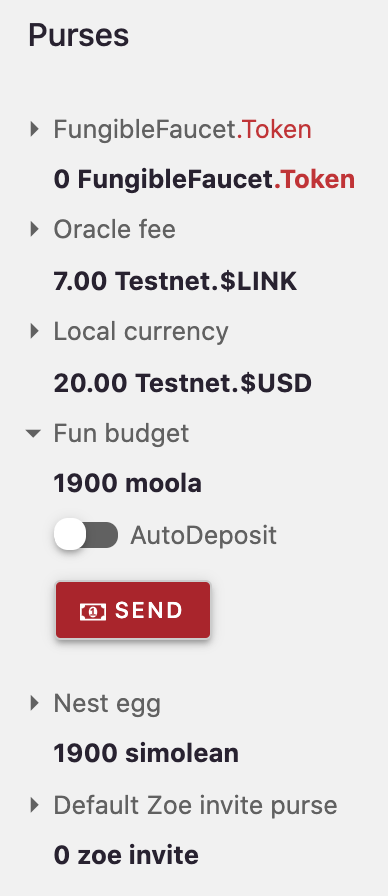 Purses
FungibleFaucet.Token
0 FungibleFaucet.Token
Oracle fee
7.00 Testnet.$LINK
Local currency
20.00 Testnet.$USD
Fun budget
1900 moola
AutoDeposit
SEND
Nest egg
1900 simolean
Default Zoe invite purse
0 zoe invite